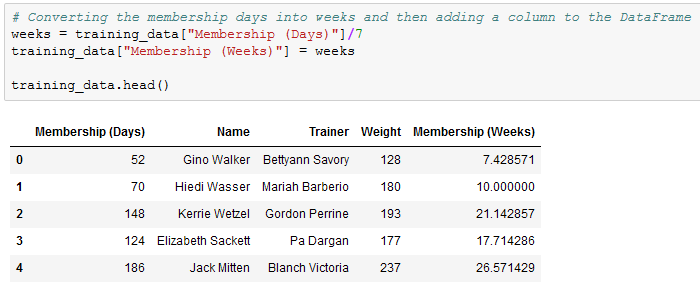 # Converting the membership days into weeks and then adding a column to the DataFrame
weeks = training_data["Membership (Days)"]/7
training_data["Membership (Weeks)"] = weeks
training_data.head()
Membership (Days) Name Trainer Weight Membership (Weeks)
0 52 Gino Walker Bettyann Savory 128 7.428571
1 70 Hiedi Wasser Mariah Barberio 180 10.000000
2 148 Kerrie Wetzel Gordon Perrine 193 21.142857
3 124 Elizabeth Sackett Pa Dargan 177 17.714286
4 186 Jack Mitten Blanch Victoria 237 26.571429